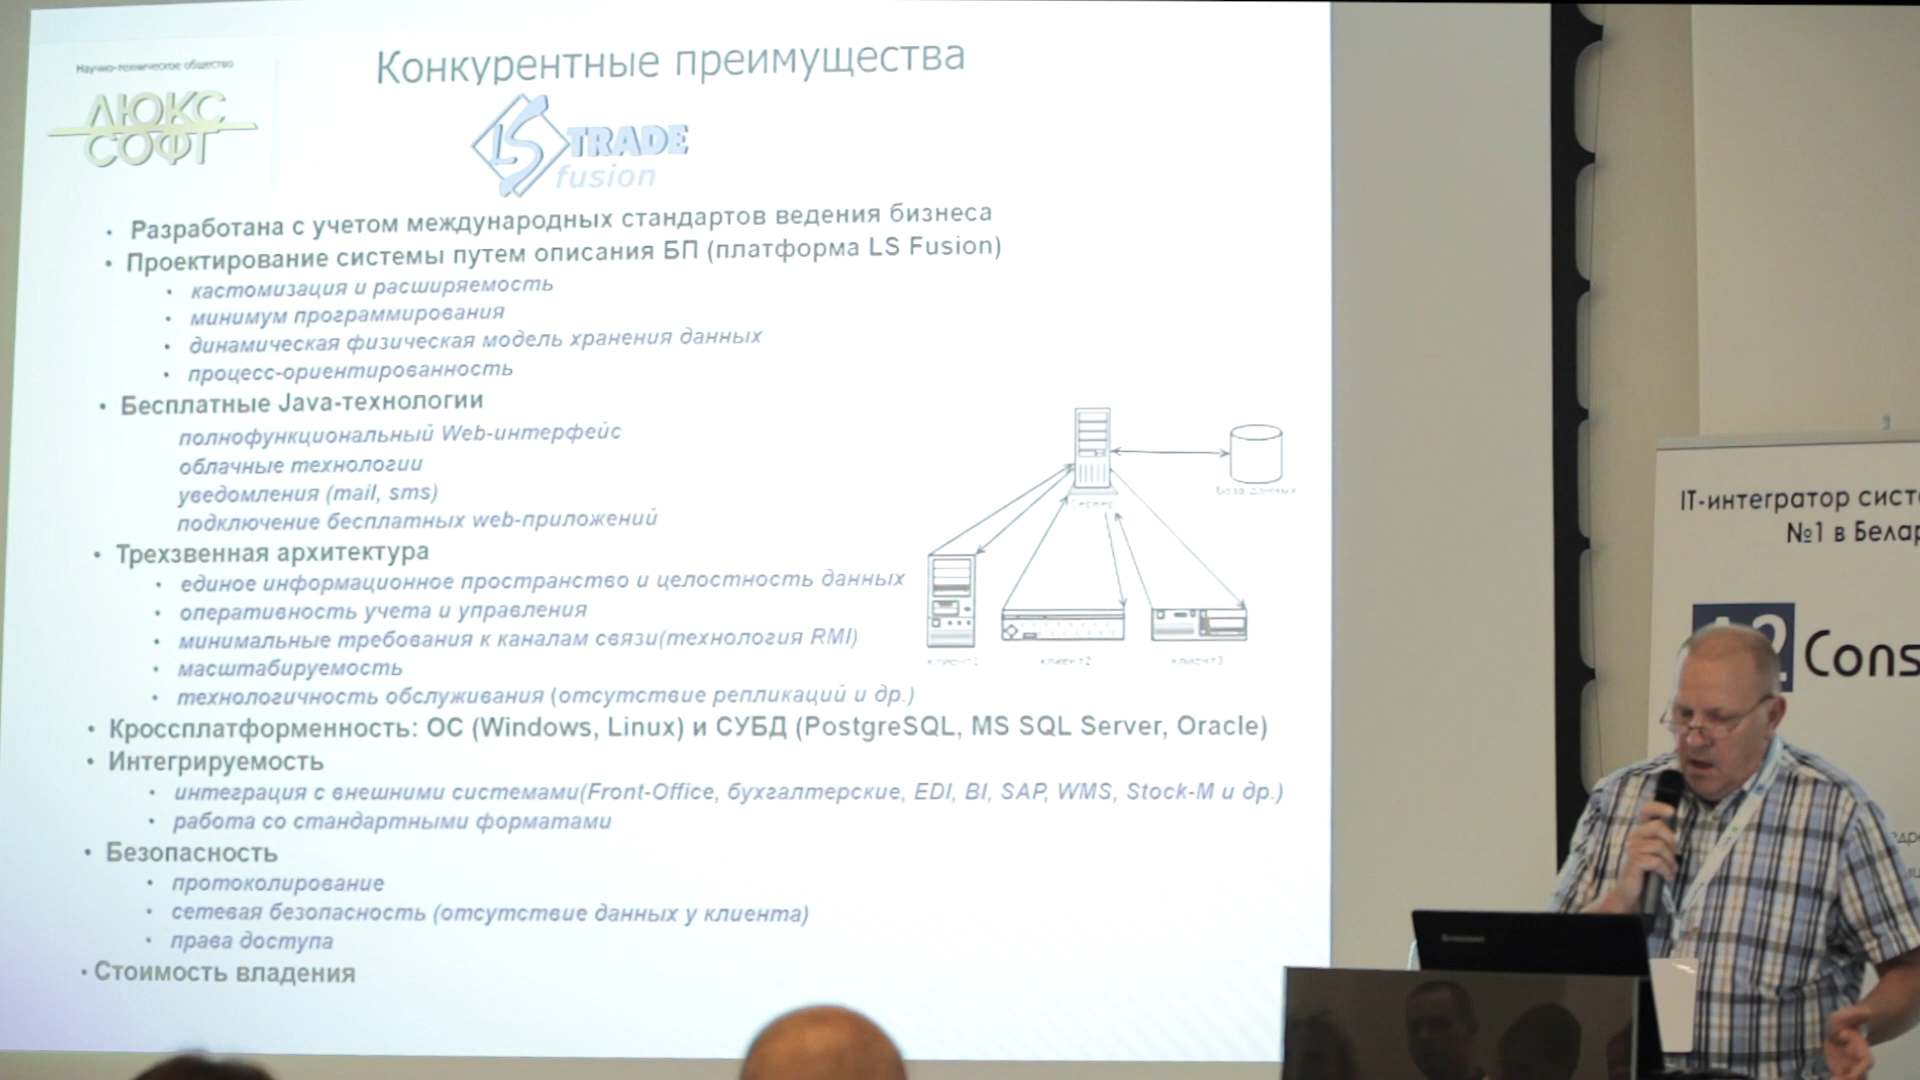 Научно-техническое общество
ЛЮКС
СОФТ
Конкурентные преимущества
LS TRADE
fusion
• Разработана с учетом международных стандартов ведения бизнеса
• Проектирование системы путем описания БП (платформа LS Fusion)
• кастомизация и расширяемость
• минимум программирования
• динамическая физическая модель хранения данных
• процесс-ориентированность
• Бесплатные Java-технологии
полнофункциональный Web-интерфейс
облачные технологии
уведомления (mail, sms)
подключение бесплатных web-приложений
• Трехзвенная архитектура
• единое информационное пространство и целостность данных
• оперативность учета и управления
• минимальные требования к каналам связи(технология RMI)
• масштабируемость
• технологичность обслуживания (отсутствие репликаций и др.)
• Кроссплатформенность: ОС (Windows, Linux) и СУБД (PostgreSQL, MS SQL Server, Oracle)
• Интегрируемость
• интеграция с внешними системами(Front-Office, бухгалтерские, EDI, BI, SAP, WMS, Stock-M и др.)
• работа со стандартными форматами
• Безопасность
• протоколирование
• сетевая безопасность (отсутствие данных у клиента)
• права доступа
• Стоимость владения
База данных
Сервер
клиент1
клиент2
клиент3
IT-интегратор сист
№1 в Белар
Cons